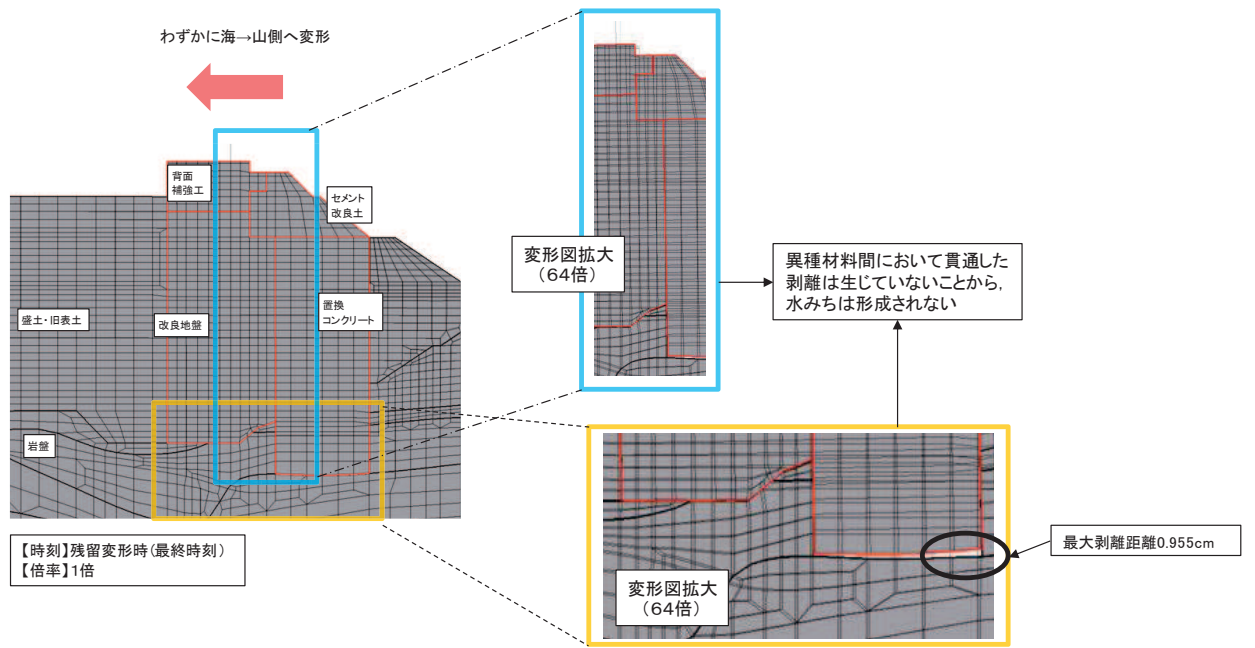 わずかに海→山側へ変形
背面
補強工
セメント
改良土
盛土・旧表土
改良地盤
置換
コンクリート
岩盤
【時刻】残留変形時(最終時刻)
【倍率】1倍
変形図拡大
(64倍)
異種材料間において貫通した
剥離は生じていないことから,
水みちは形成されない
変形図拡大
(64倍)
最大剥離距離0.955cm